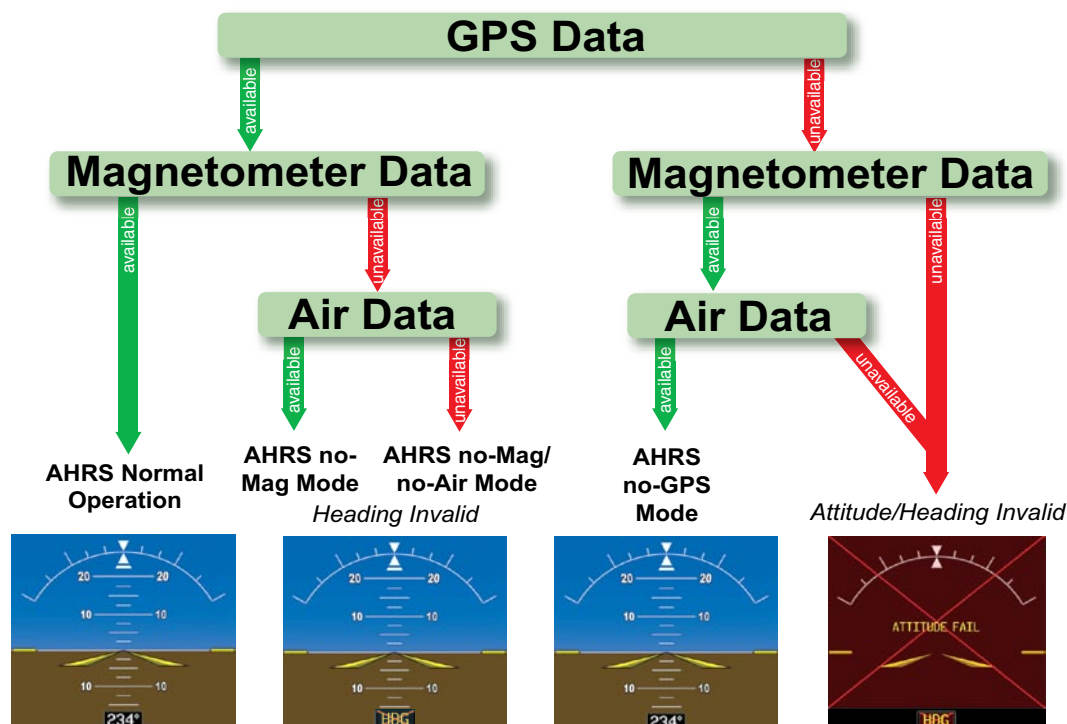 GPS Data
available
unavailable
Magnetometer Data
Magnetometer Data
available
unavailable
available
unavailable
Air Data
Air Data
available
unavailable
available
unavailable
AHRS Normal
Operation
AHRS no-
Mag Mode
AHRS no-Mag/
no-Air Mode
Heading Invalid
AHRS
no-GPS
Mode
Attitude/Heading Invalid
20 20
10 10
10 10
234°
20 20
10 10
10 10
HDG
20 20
10 10
10 10
234°
ATTITUDE FAIL
HDG